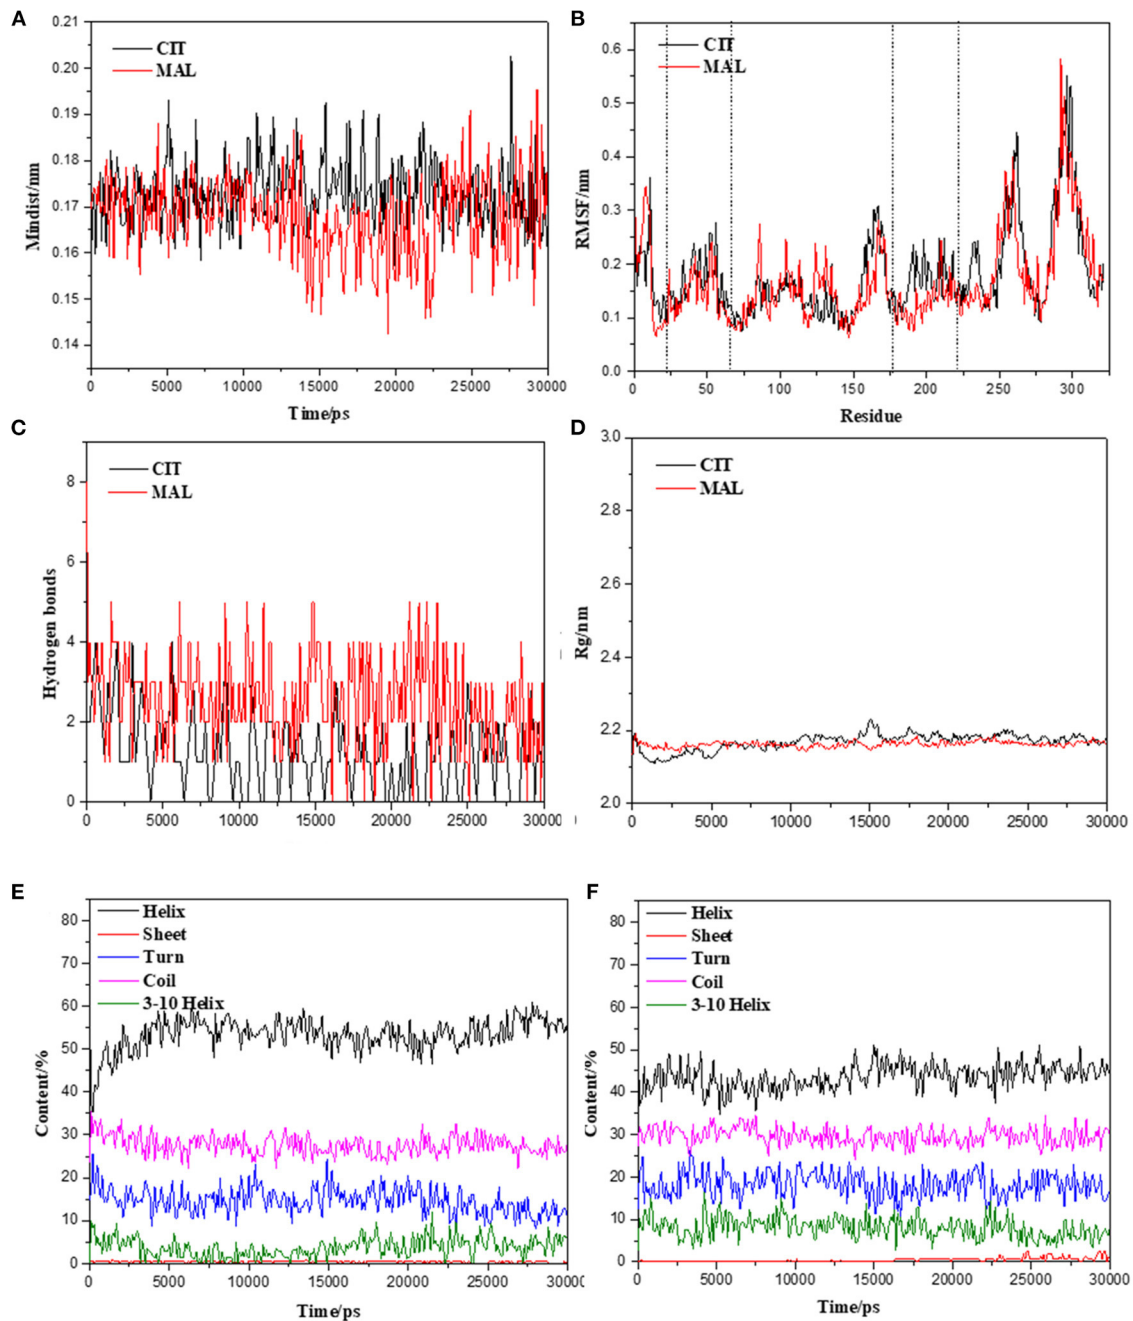 A
0.21
0.20
0.19
0.18
0.17
0.16
0.15
0.14
Mindist/nm
CIT
MAL
0 5000 10000 15000 20000 25000 30000
Time/ps
B
0.6
0.5
0.4
0.3
0.2
0.1
0.0
RMSF/nm
CIT
MAL
0 50 100 150 200 250 300
Residue
C
8
6
4
2
0
Hydrogen bonds
CIT
MAL
0 5000 10000 15000 20000 25000 30000
D
3.0
2.8
2.6
2.4
2.2
2.0
Rg/nm
CIT
MAL
0 5000 10000 15000 20000 25000 30000
E
80
70
60
50
40
30
20
10
0
Content/%
Helix
Sheet
Turn
Coil
3-10 Helix
0 5000 10000 15000 20000 25000 30000
Time/ps
F
80
70
60
50
40
30
20
10
0
Content/%
Helix
Sheet
Turn
Coil
3-10 Helix
0 5000 10000 15000 20000 25000 30000
Time/ps